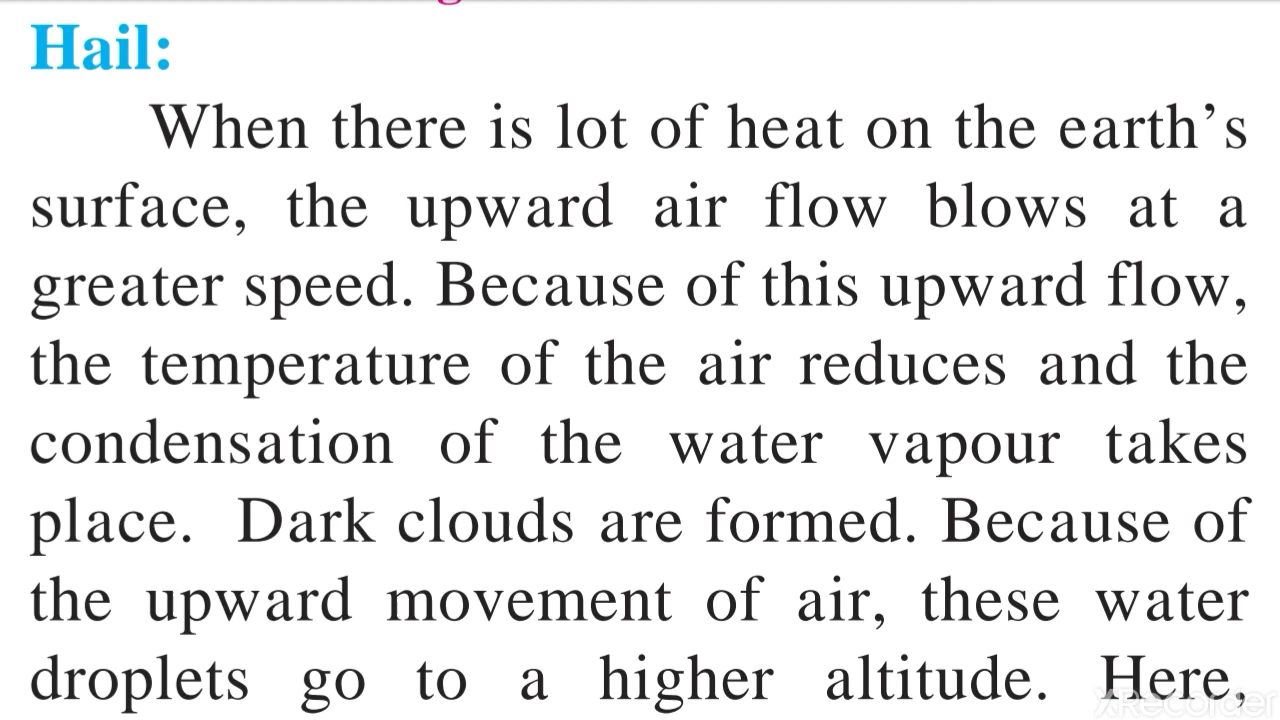 Hail:
When there is lot of heat on the earth’s
surface, the upward air flow blows at a
greater speed. Because of this upward flow,
the temperature of the air reduces and the
condensation of the water vapour takes
place. Dark clouds are formed. Because of
the upward movement of air, these water
droplets go to a higher altitude. Here,
XRecorder